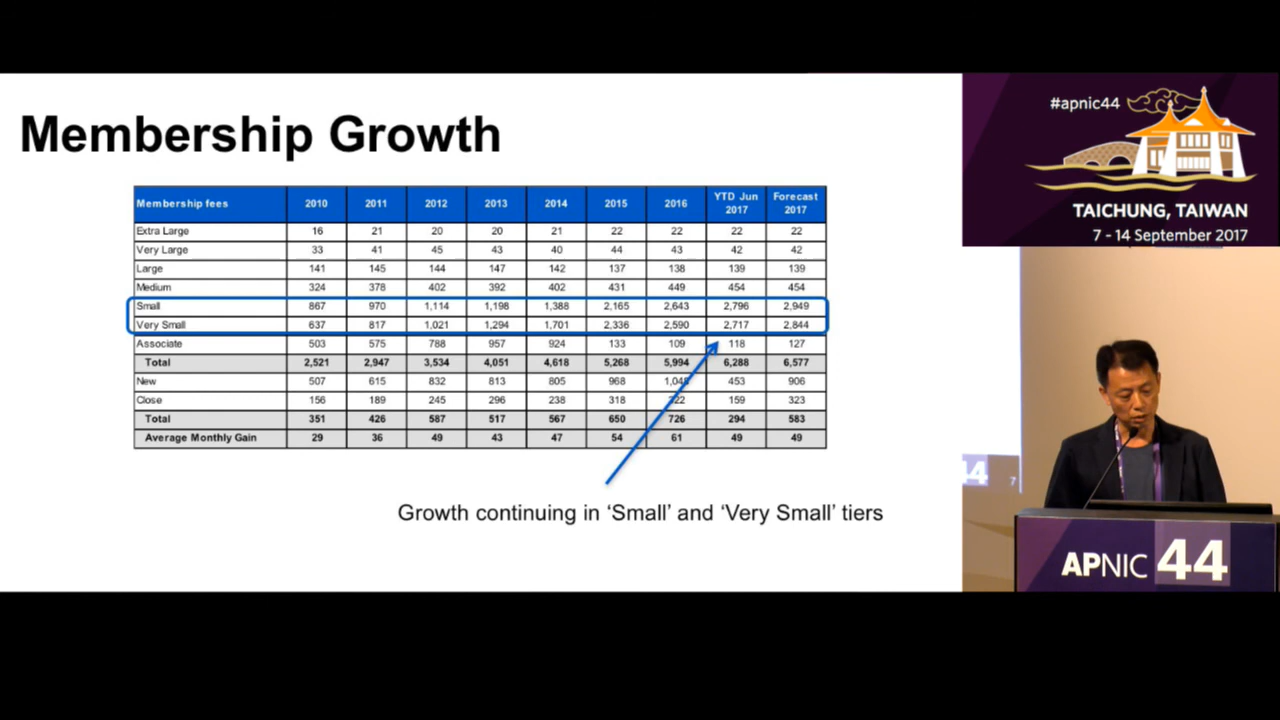 Membership Growth
Membership fees 2010 2011 2012 2013 2014 2015 2016 YTD Jun 2017 Forecast 2017
Extra Large 16 21 20 20 21 22 22 22 22
Very Large 33 41 45 43 40 44 43 42 42
Large 141 145 144 147 142 137 138 139 139
Medium 324 378 402 392 402 431 449 454 454
Small 867 970 1,114 1,198 1,388 2,165 2,643 2,796 2,949
Very Small 637 817 1,021 1,294 1,701 2,336 2,590 2,717 2,844
Associate 503 575 788 957 924 133 109 118 127
Total 2,521 2,947 3,534 4,051 4,618 5,268 5,994 6,288 6,577
New 507 615 832 813 805 968 453 906
Close 156 189 245 296 238 318 159 323
Total 351 426 587 517 567 650 726 294 583
Average Monthly Gain 29 36 49 43 47 54 61 49 49
Growth continuing in ‘Small’ and ‘Very Small’ tiers
#apnic44
TAICHUNG, TAIWAN
7 - 14 September 2017
44 7
APNIC 44